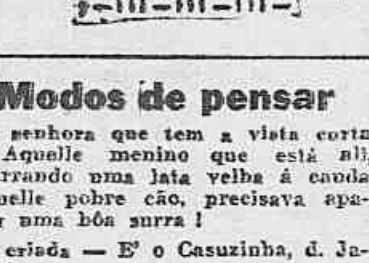 Modos de pensar
senhora que tem a vista curta
Aquelle menino que está ali,
rrando uma lata velha á cauda
uelle pobre cão, precisava apa-
r uma bôa surra !
criada — E' o Casuzinha, d. Ja-